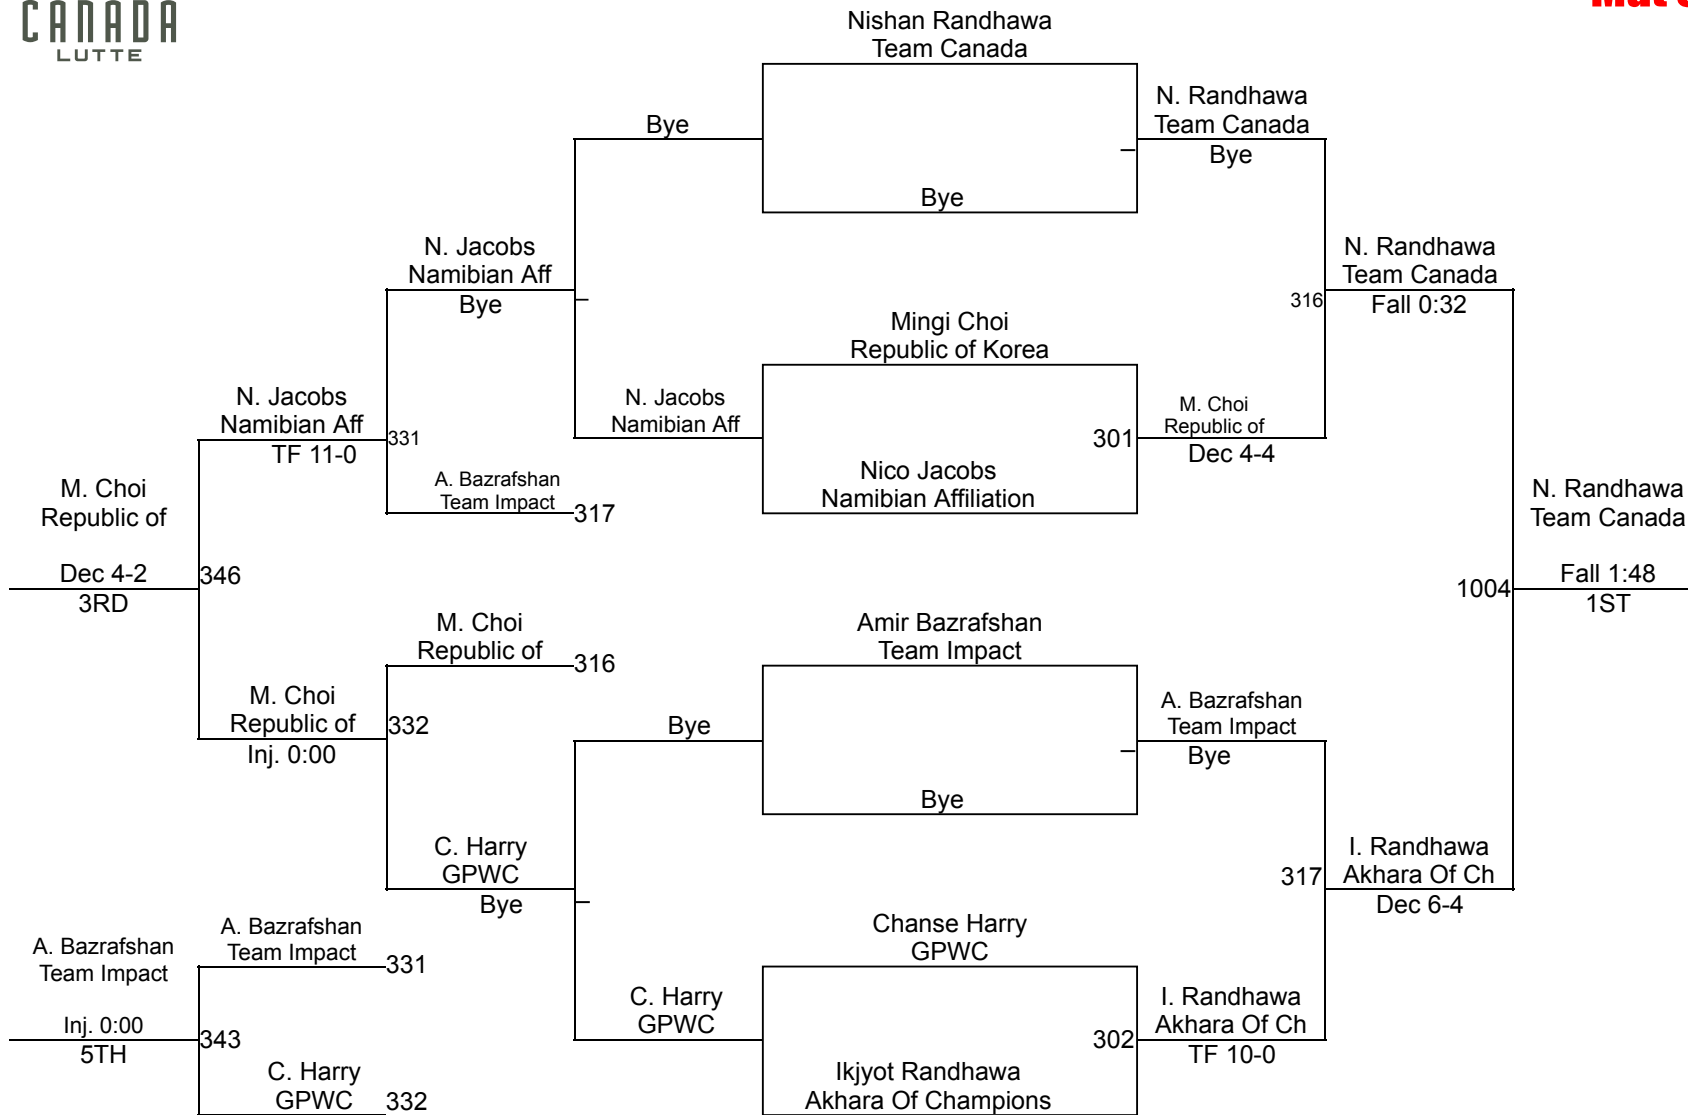 CANADA
LUTTE
Nishan Randhawa
Team Canada
Bye
N. Randhawa
Team Canada
Bye
Bye
N. Jacobs
Namibian Aff
Bye
N. Randhawa
Team Canada
Fall 0:32
316
Mingi Choi
Republic of Korea
N. Jacobs
Namibian Aff
TF 11-0
331
N. Jacobs
Namibian Aff
301
M. Choi
Republic of
Dec 4-4
Nico Jacobs
Namibian Affiliation
A. Bazrafshan
Team Impact
317
M. Choi
Republic of
Dec 4-2
3RD
346
N. Randhawa
Team Canada
Fall 1:48
1ST
1004
M. Choi
Republic of
316
Amir Bazrafshan
Team Impact
M. Choi
Republic of
Inj. 0:00
332
Bye
A. Bazrafshan
Team Impact
Bye
Bye
C. Harry
GPWC
Bye
317
I. Randhawa
Akhara Of Ch
Dec 6-4
A. Bazrafshan
Team Impact
Inj. 0:00
5TH
A. Bazrafshan
Team Impact
331
343
C. Harry
GPWC
332
Chanse Harry
GPWC
C. Harry
GPWC
302
I. Randhawa
Akhara Of Ch
TF 10-0
Ikjyot Randhawa
Akhara Of Champions